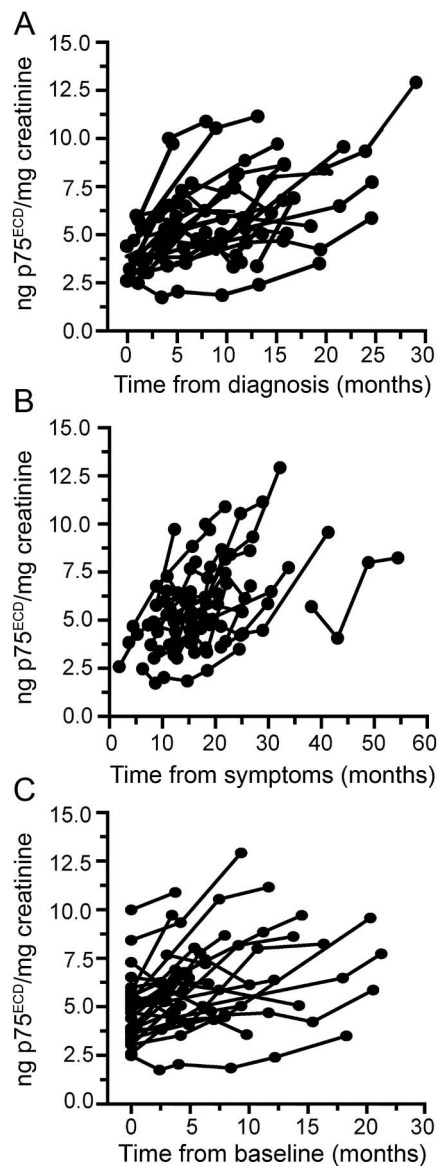 A
15.0
12.5
10.0
7.5
5.0
2.5
0.0
ng p75ECD/mg creatinine
0 5 10 15 20 25 30
Time from diagnosis (months)
B
15.0
12.5
10.0
7.5
5.0
2.5
0.0
ng p75ECD/mg creatinine
0 10 20 30 40 50 60
Time from symptoms (months)
C
15.0
12.5
10.0
7.5
5.0
2.5
0.0
ng p75ECD/mg creatinine
0 5 10 15 20 25 30
Time from baseline (months)